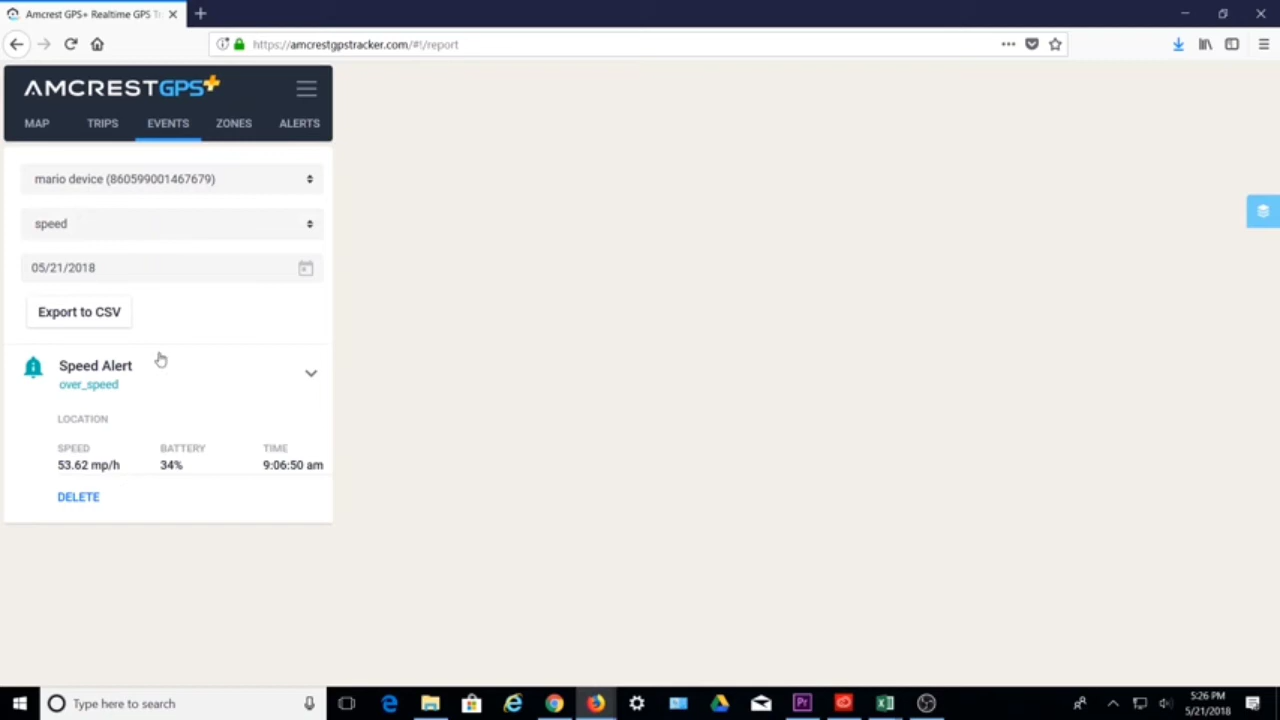 Amcrest GPS+ Realtime GPS Tr
https://amcrestgpstracker.com/#!/report
AMCRESTGPS+
MAP TRIPS EVENTS ZONES ALERTS
mario device (860599001467679)
speed
05/21/2018
Export to CSV
Speed Alert
over_speed
LOCATION
SPEED BATTERY TIME
53.62 mp/h 34% 9:06:50 am
DELETE
Type here to search
Pr
5:26 PM
5/21/2018